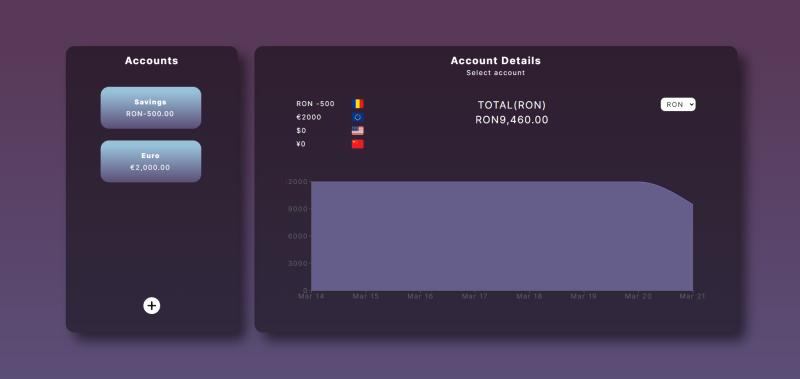 Accounts
Savings
RON-500.00
Euro
€2,000.00
Account Details
Select account
RON -500
€2000
$0
¥0
TOTAL(RON)
RON9,460.00
RON
2000
9000
6000
3000
0
Mar 14 Mar 15 Mar 16 Mar 17 Mar 18 Mar 19 Mar 20 Mar 21